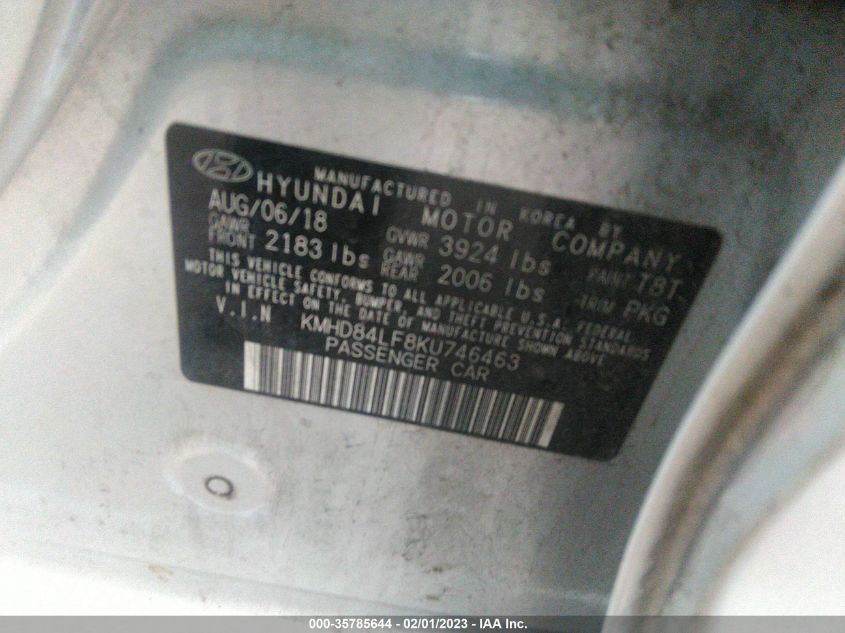 MANUFACTURED IN KOREA BY
HYUNDAI MOTOR COMPANY
AUG/06/18 GVWR 3924 lbs PAINT T8T
GAWR FRONT 2183 lbs GAWR REAR 2006 lbs TRIM PKG
THIS VEHICLE CONFORMS TO ALL APPLICABLE U.S.A. FEDERAL
MOTOR VEHICLE SAFETY, BUMPER, AND THEFT PREVENTION STANDARDS
IN EFFECT ON THE DATE OF MANUFACTURE SHOWN ABOVE
V.I.N KMHD84LF8KU746463
PASSENGER CAR
000-35785644 - 02/01/2023 - IAA Inc.